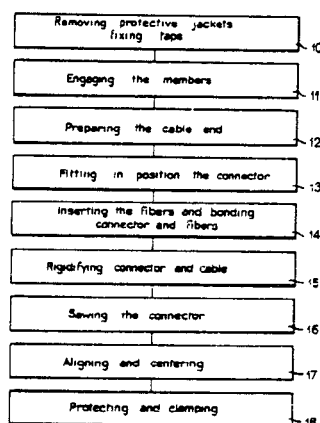 Removing protective jackets
fixing taps
10
Engaging the members
11
Preparing the cable end
12
Fitting in position the connector
13
Inserting the fibers and bonding
connector and fibers
14
Rigidifying connector and cable
15
Sawing the connector
16
Aligning and centering
17
Protecting and clamping
18